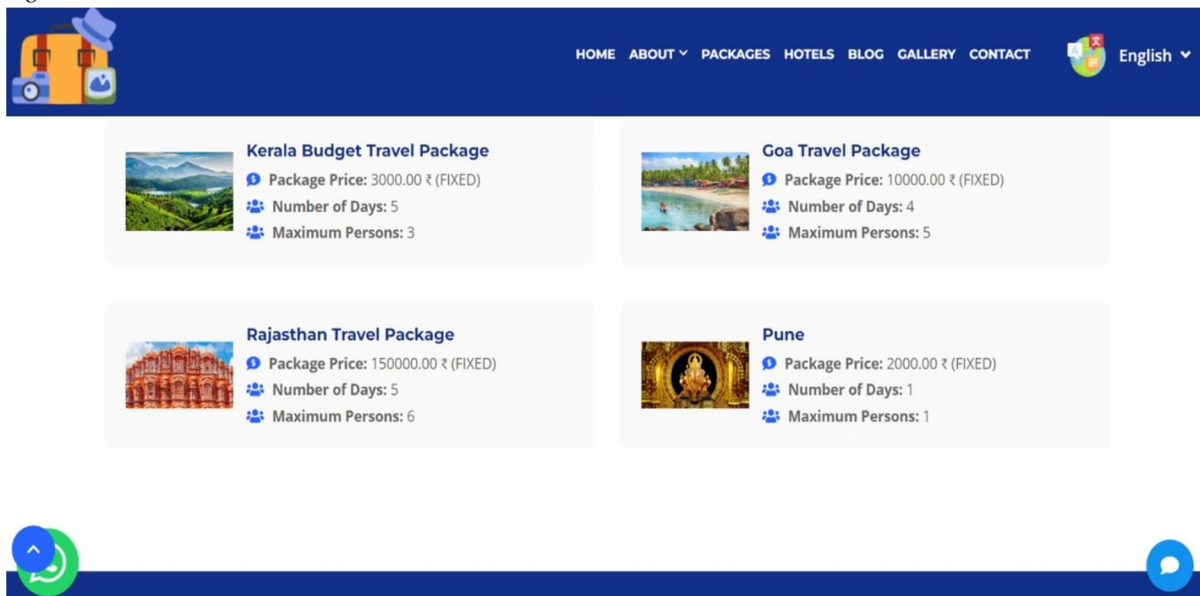 HOME ABOUT PACKAGES HOTELS BLOG GALLERY CONTACT English
Kerala Budget Travel Package
Package Price: 3000.00 ₹ (FIXED)
Number of Days: 5
Maximum Persons: 3
Goa Travel Package
Package Price: 10000.00 ₹ (FIXED)
Number of Days: 4
Maximum Persons: 5
Rajasthan Travel Package
Package Price: 150000.00 ₹ (FIXED)
Number of Days: 5
Maximum Persons: 6
Pune
Package Price: 2000.00 ₹ (FIXED)
Number of Days: 1
Maximum Persons: 1